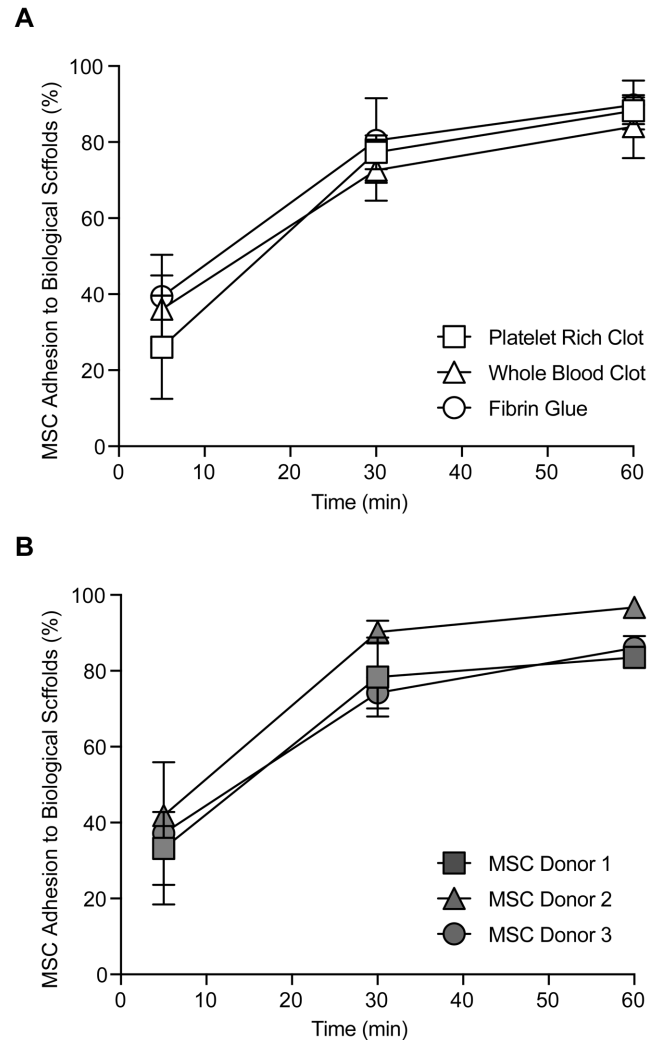 A
MSC Adhesion to Biological Scffolds (%)
100
80
60
40
20
0
Platelet Rich Clot
Whole Blood Clot
Fibrin Glue
0 10 20 30 40 50 60
Time (min)
B
MSC Adhesion to Biological Scffolds (%)
100
80
60
40
20
0
MSC Donor 1
MSC Donor 2
MSC Donor 3
0 10 20 30 40 50 60
Time (min)